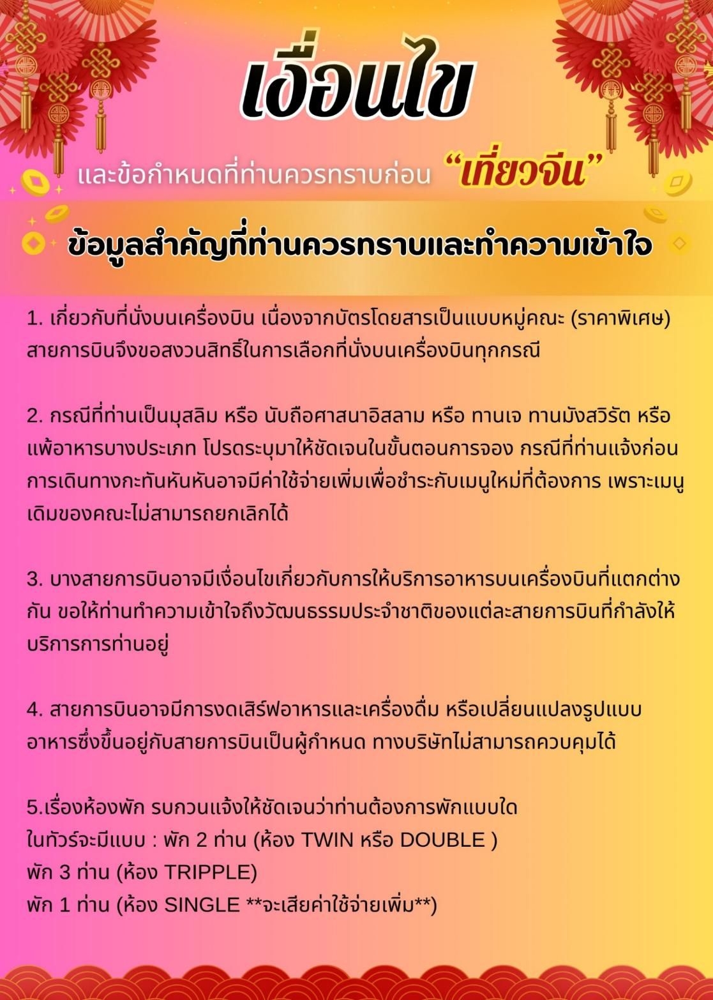 เงื่อนไข
และข้อกำหนดที่ท่านควรทราบก่อน “เที่ยวจีน”
ข้อมูลสำคัญที่ท่านควรทราบและทำความเข้าใจ
1. เกี่ยวกับที่นั่งบนเครื่องบิน เนื่องจากบัตรโดยสารเป็นแบบหมู่คณะ (ราคาพิเศษ)
สายการบินจึงขอสงวนสิทธิ์ในการเลือกที่นั่งบนเครื่องบินทุกกรณี
2. กรณีที่ท่านเป็นมุสลิม หรือ นับถือศาสนาอิสลาม หรือ ทานเจ ทานมังสวิรัต หรือ
แพ้อาหารบางประเภท โปรดระบุมาให้ชัดเจนในขั้นตอนการจอง กรณีที่ท่านแจ้งก่อน
การเดินทางกะทันหันหันอาจมีค่าใช้จ่ายเพิ่มเพื่อชำระกับเมนูใหม่ที่ต้องการ เพราะเมนู
เดิมของคณะไม่สามารถยกเลิกได้
3. บางสายการบินอาจมีเงื่อนไขเกี่ยวกับการให้บริการอาหารบนเครื่องบินที่แตกต่าง
กัน ขอให้ท่านทำความเข้าใจถึงวัฒนธรรมประจำชาติของแต่ละสายการบินที่กำลังให้
บริการการท่านอยู่
4. สายการบินอาจมีการงดเสิร์ฟอาหารและเครื่องดื่ม หรือเปลี่ยนแปลงรูปแบบ
อาหารซึ่งขึ้นอยู่กับสายการบินเป็นผู้กำหนด ทางบริษัทไม่สามารถควบคุมได้
5.เรื่องห้องพัก รบกวนแจ้งให้ชัดเจนว่าท่านต้องการพักแบบใด
ในทัวร์จะมีแบบ : พัก 2 ท่าน (ห้อง TWIN หรือ DOUBLE )
พัก 3 ท่าน (ห้อง TRIPPLE)
พัก 1 ท่าน (ห้อง SINGLE **จะเสียค่าใช้จ่ายเพิ่ม**)